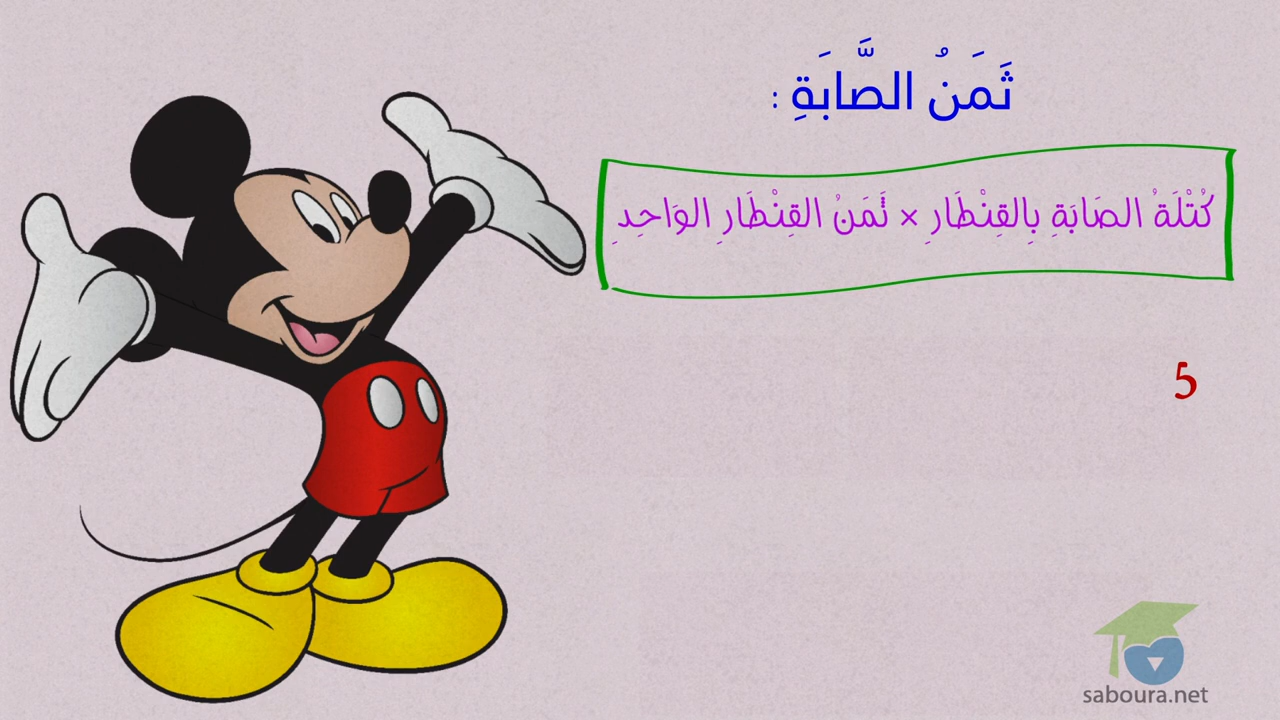 ثَمَنُ الصَّابَةِ :
كُتْلَةُ الصَابَةِ بِالقِنْطَارِ × ثَمَنُ القِنْطَارِ الوَاحِدِ
5
saboura.net